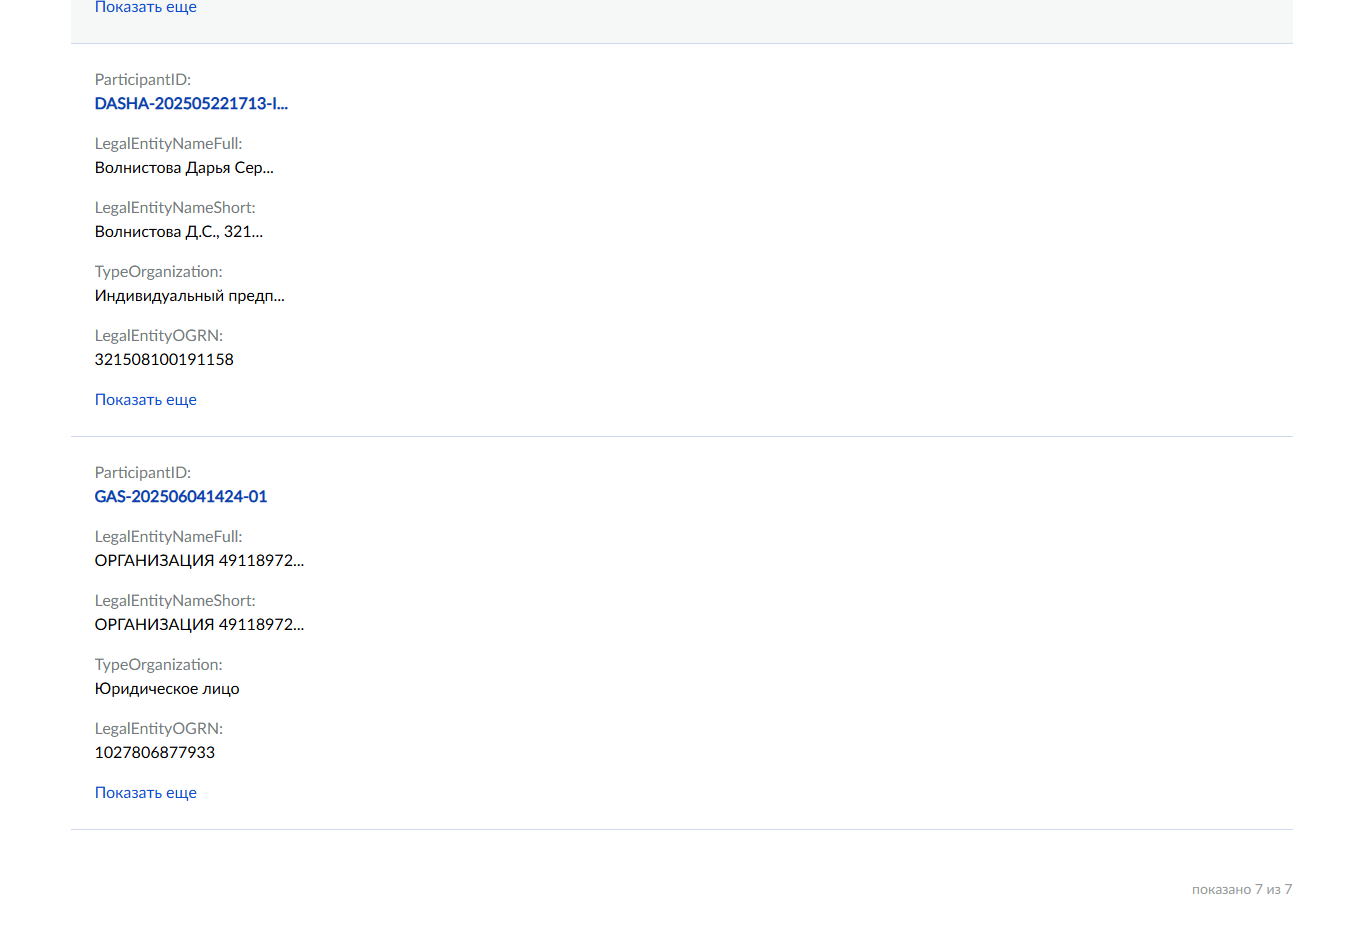 Показать еще
ParticipantID:
DASHA-202505221713-I...
LegalEntityNameFull:
Волнистова Дарья Сер...
LegalEntityNameShort:
Волнистова Д.С., 321...
TypeOrganization:
Индивидуальный предп...
LegalEntityOGRN:
321508100191158
Показать еще
ParticipantID:
GAS-202506041424-01
LegalEntityNameFull:
ОРГАНИЗАЦИЯ 49118972...
LegalEntityNameShort:
ОРГАНИЗАЦИЯ 49118972...
TypeOrganization:
Юридическое лицо
LegalEntityOGRN:
1027806877933
Показать еще
показано 7 из 7